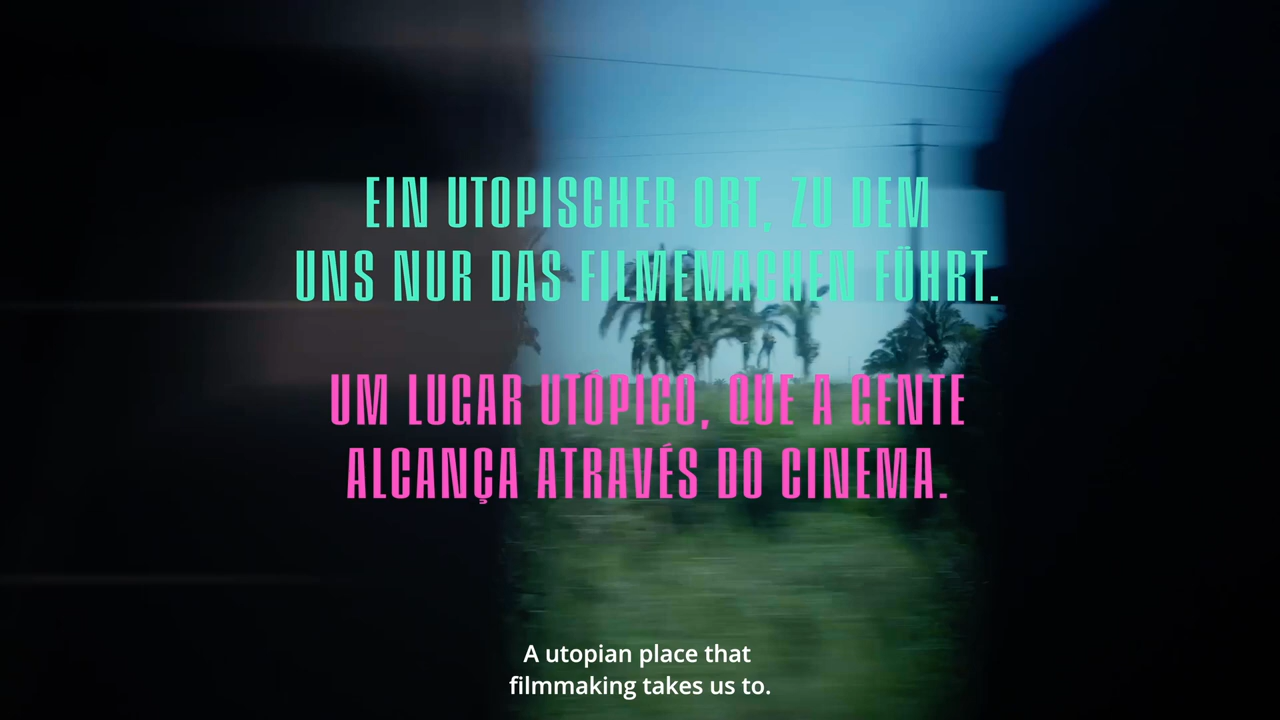 EIN UTOPISCHER ORT, ZU DEM
UNS NUR DAS FILMEMACHEN FÜHRT.
UM LUGAR UTÓPICO, QUE A GENTE
ALCANÇA ATRAVÉS DO CINEMA.
A utopian place that
filmmaking takes us to.